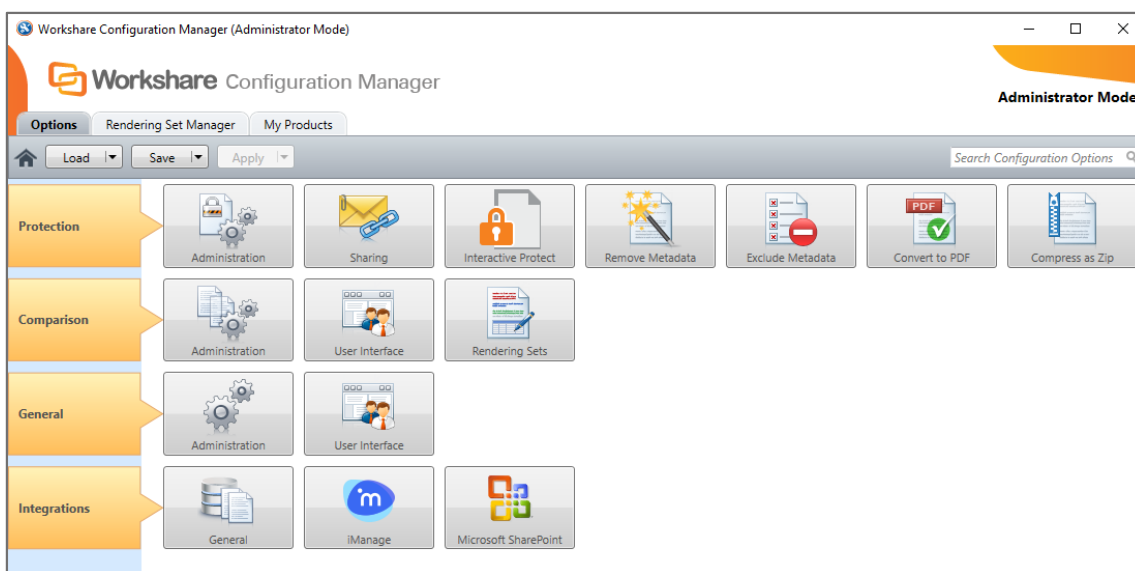 Workshare Configuration Manager (Administrator Mode)
Workshare Configuration Manager
Administrator Mode
Options Rendering Set Manager My Products
Load Save Apply Search Configuration Options
Protection
Administration Sharing Interactive Protect Remove Metadata Exclude Metadata Convert to PDF Compress as Zip
PDF
Comparison
Administration User Interface Rendering Sets
General
Administration User Interface
Integrations
General iManage Microsoft SharePoint
m